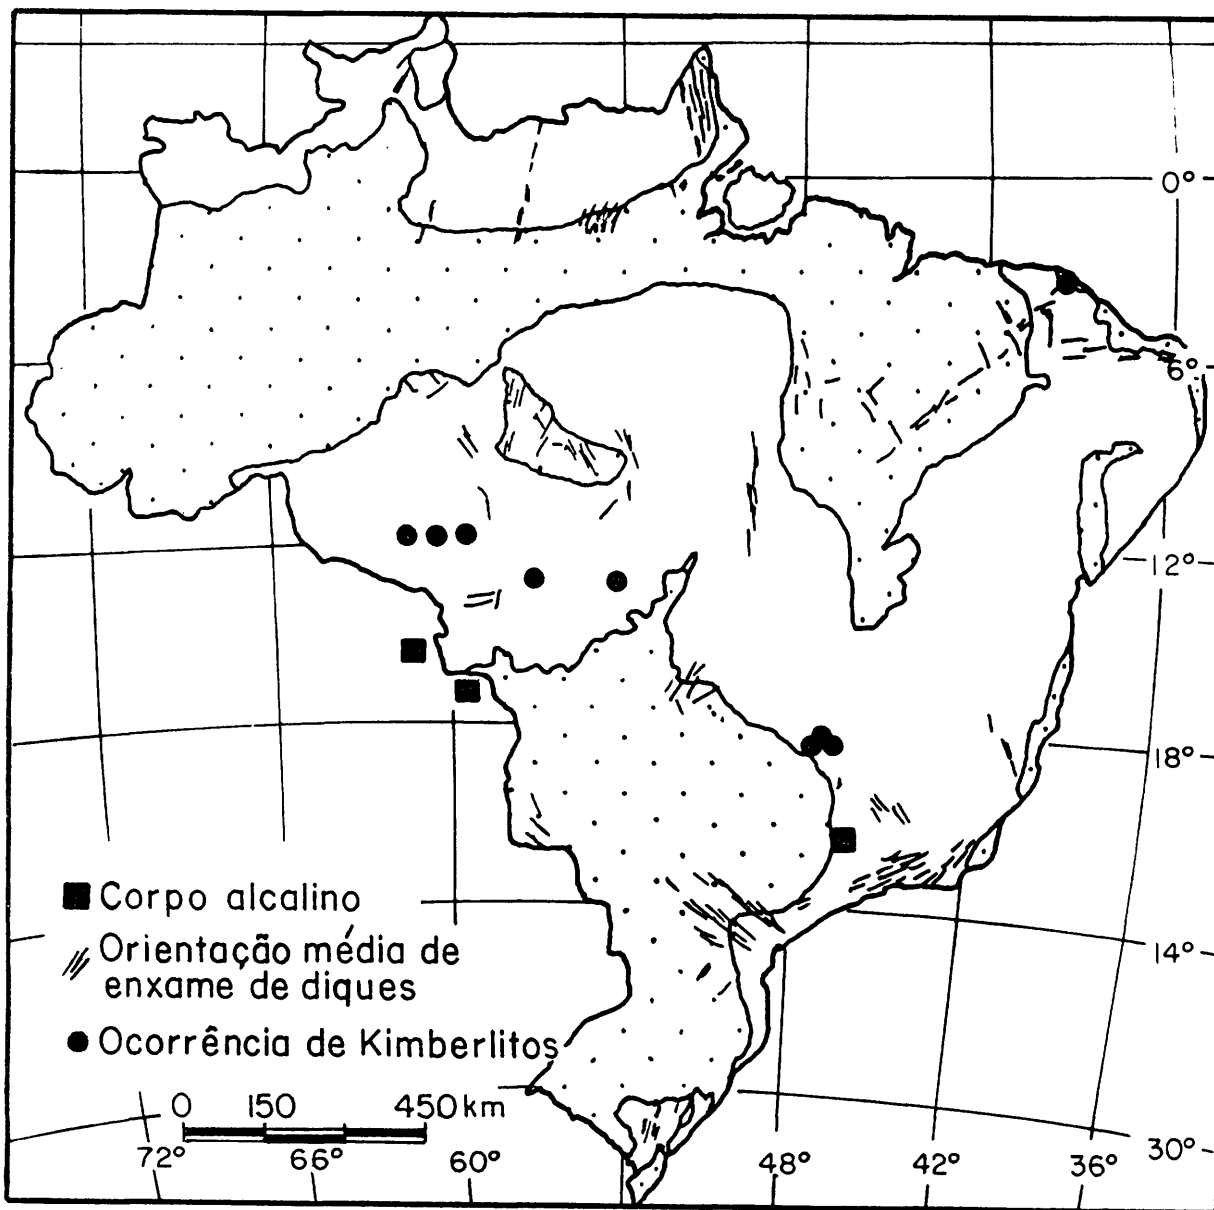 0°
6°
12°
18°
Corpo alcalino
Orientação média de
enxame de diques
14°
Ocorrência de Kimberlitos
0 150 450 km
72° 66° 60° 48° 42° 36° 30°